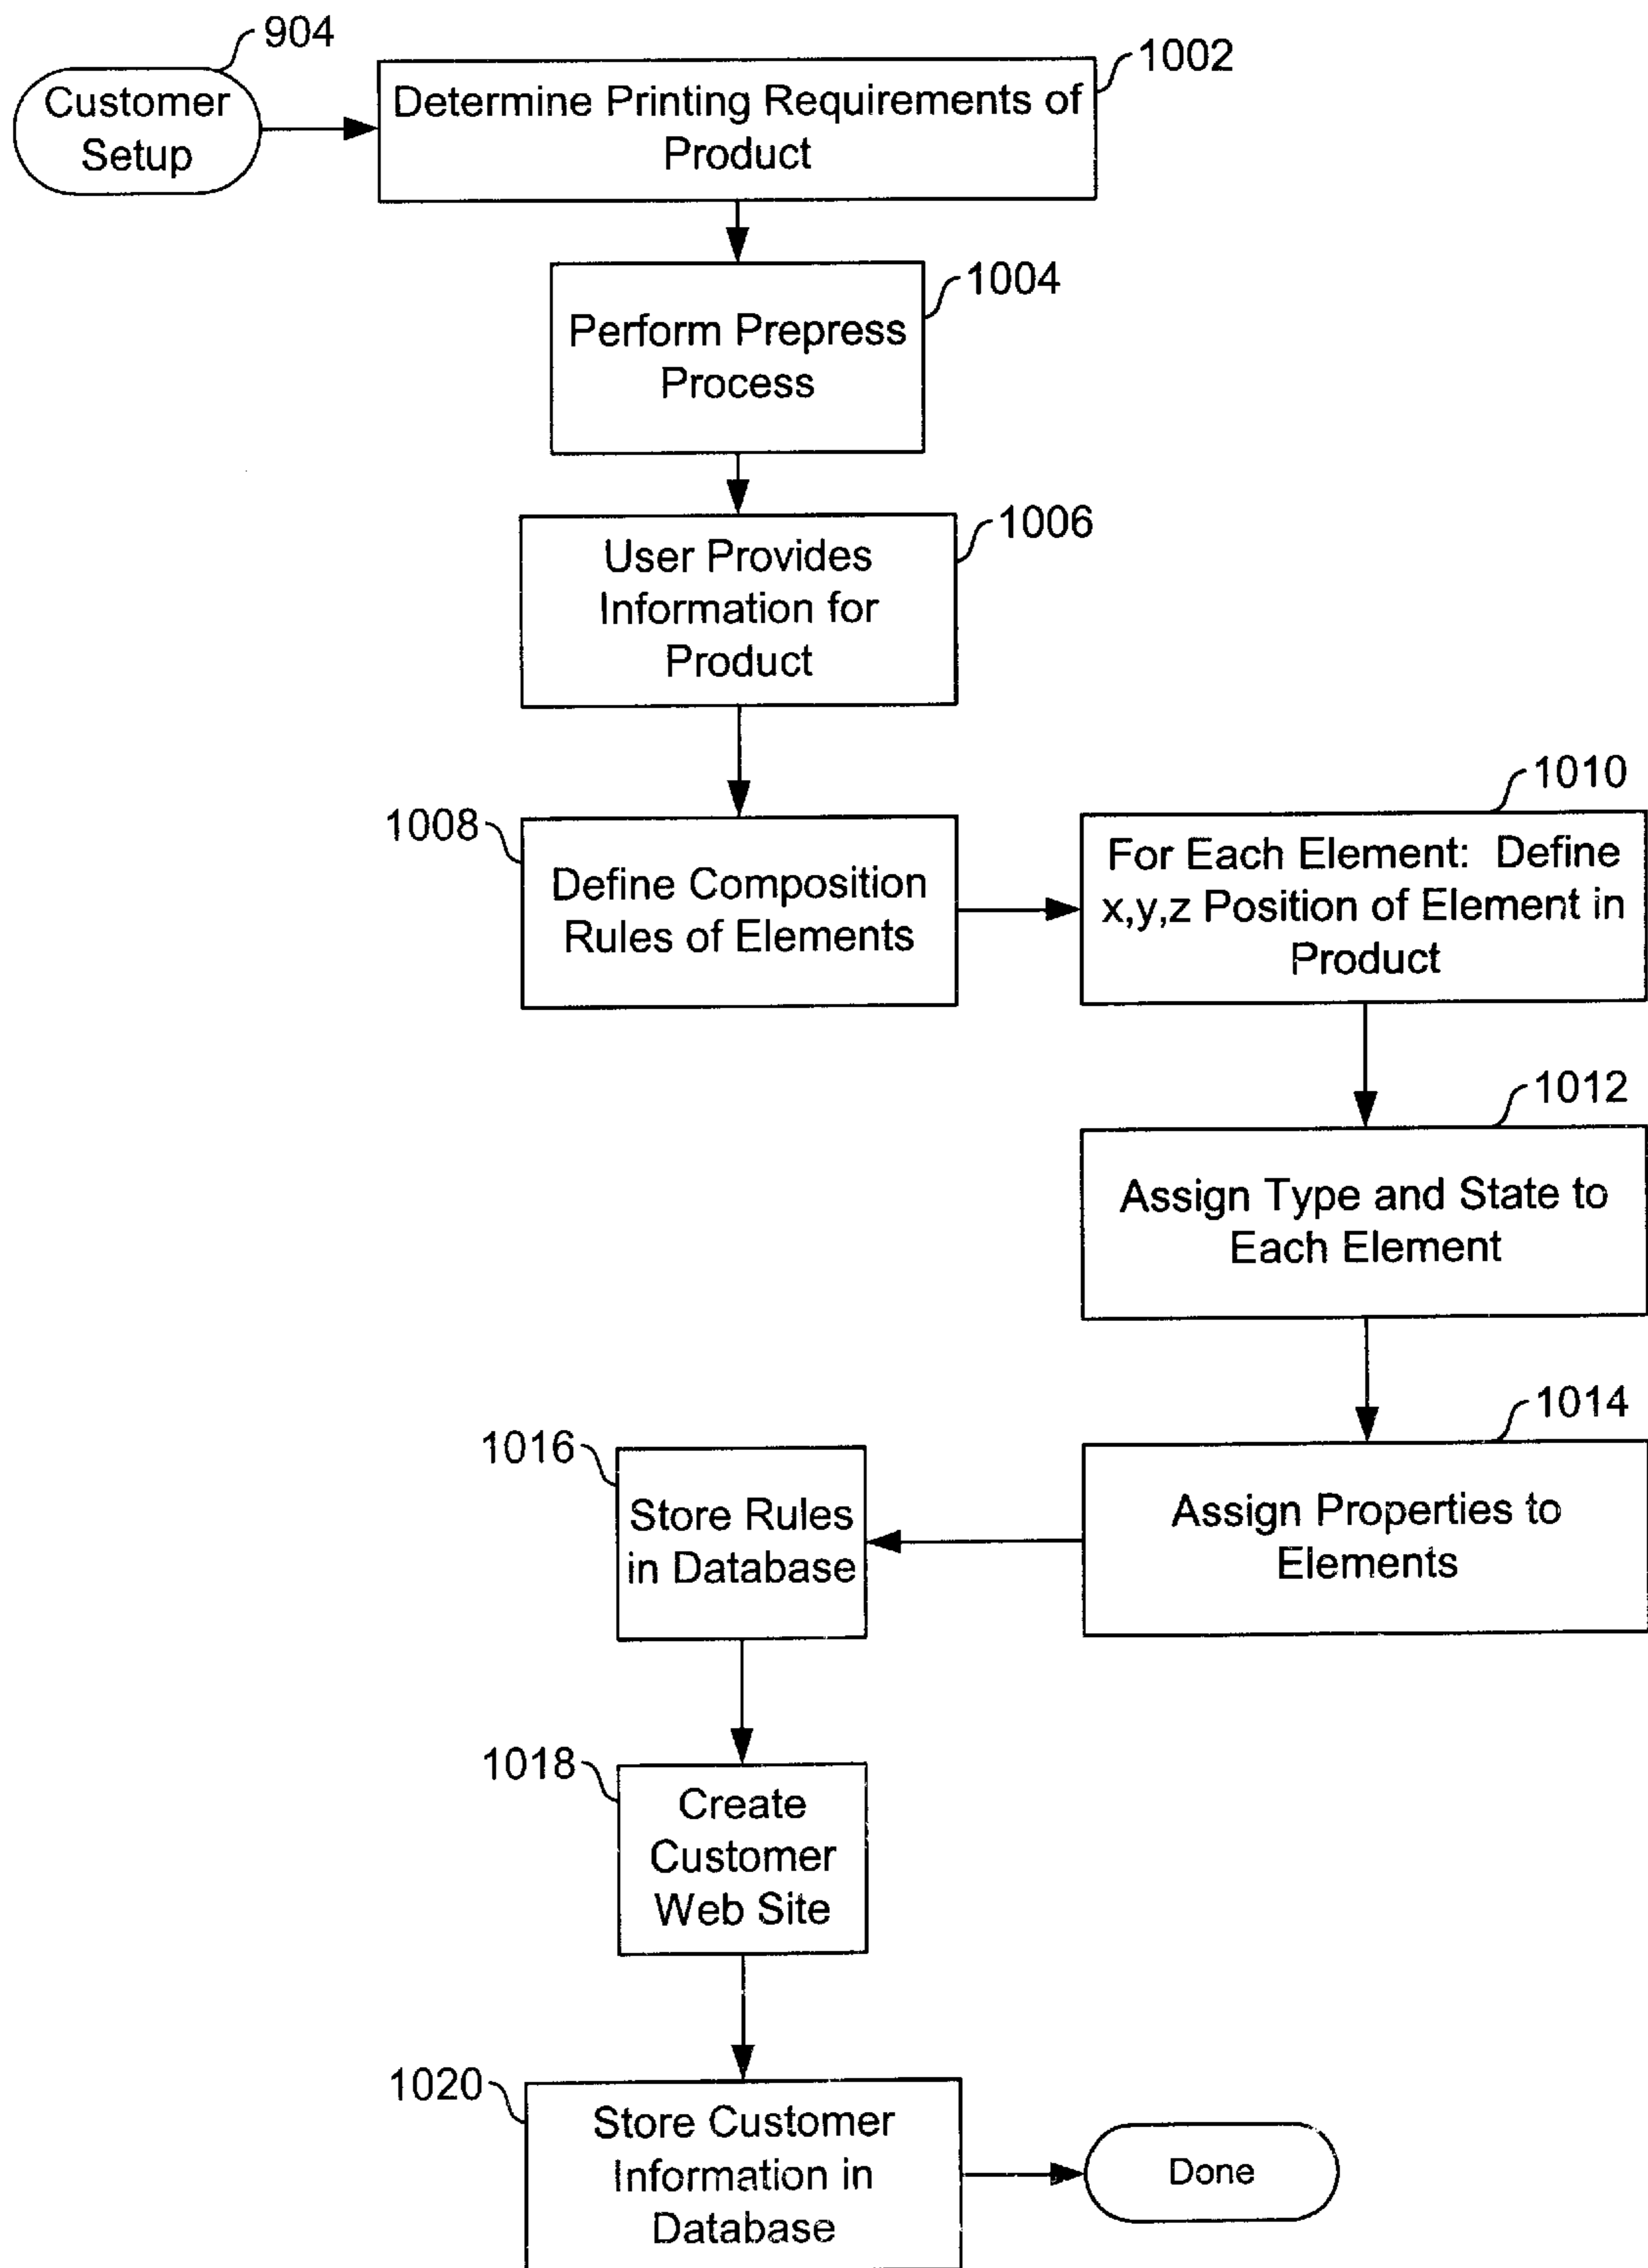 904
Customer
Setup
1002
Determine Printing Requirements of
Product
1004
Perform Prepress
Process
1006
User Provides
Information for
Product
1008
Define Composition
Rules of Elements
1010
For Each Element: Define
x,y,z Position of Element in
Product
1012
Assign Type and State to
Each Element
1014
Assign Properties to
Elements
1016
Store Rules
in Database
1018
Create
Customer
Web Site
1020
Store Customer
Information in
Database
Done